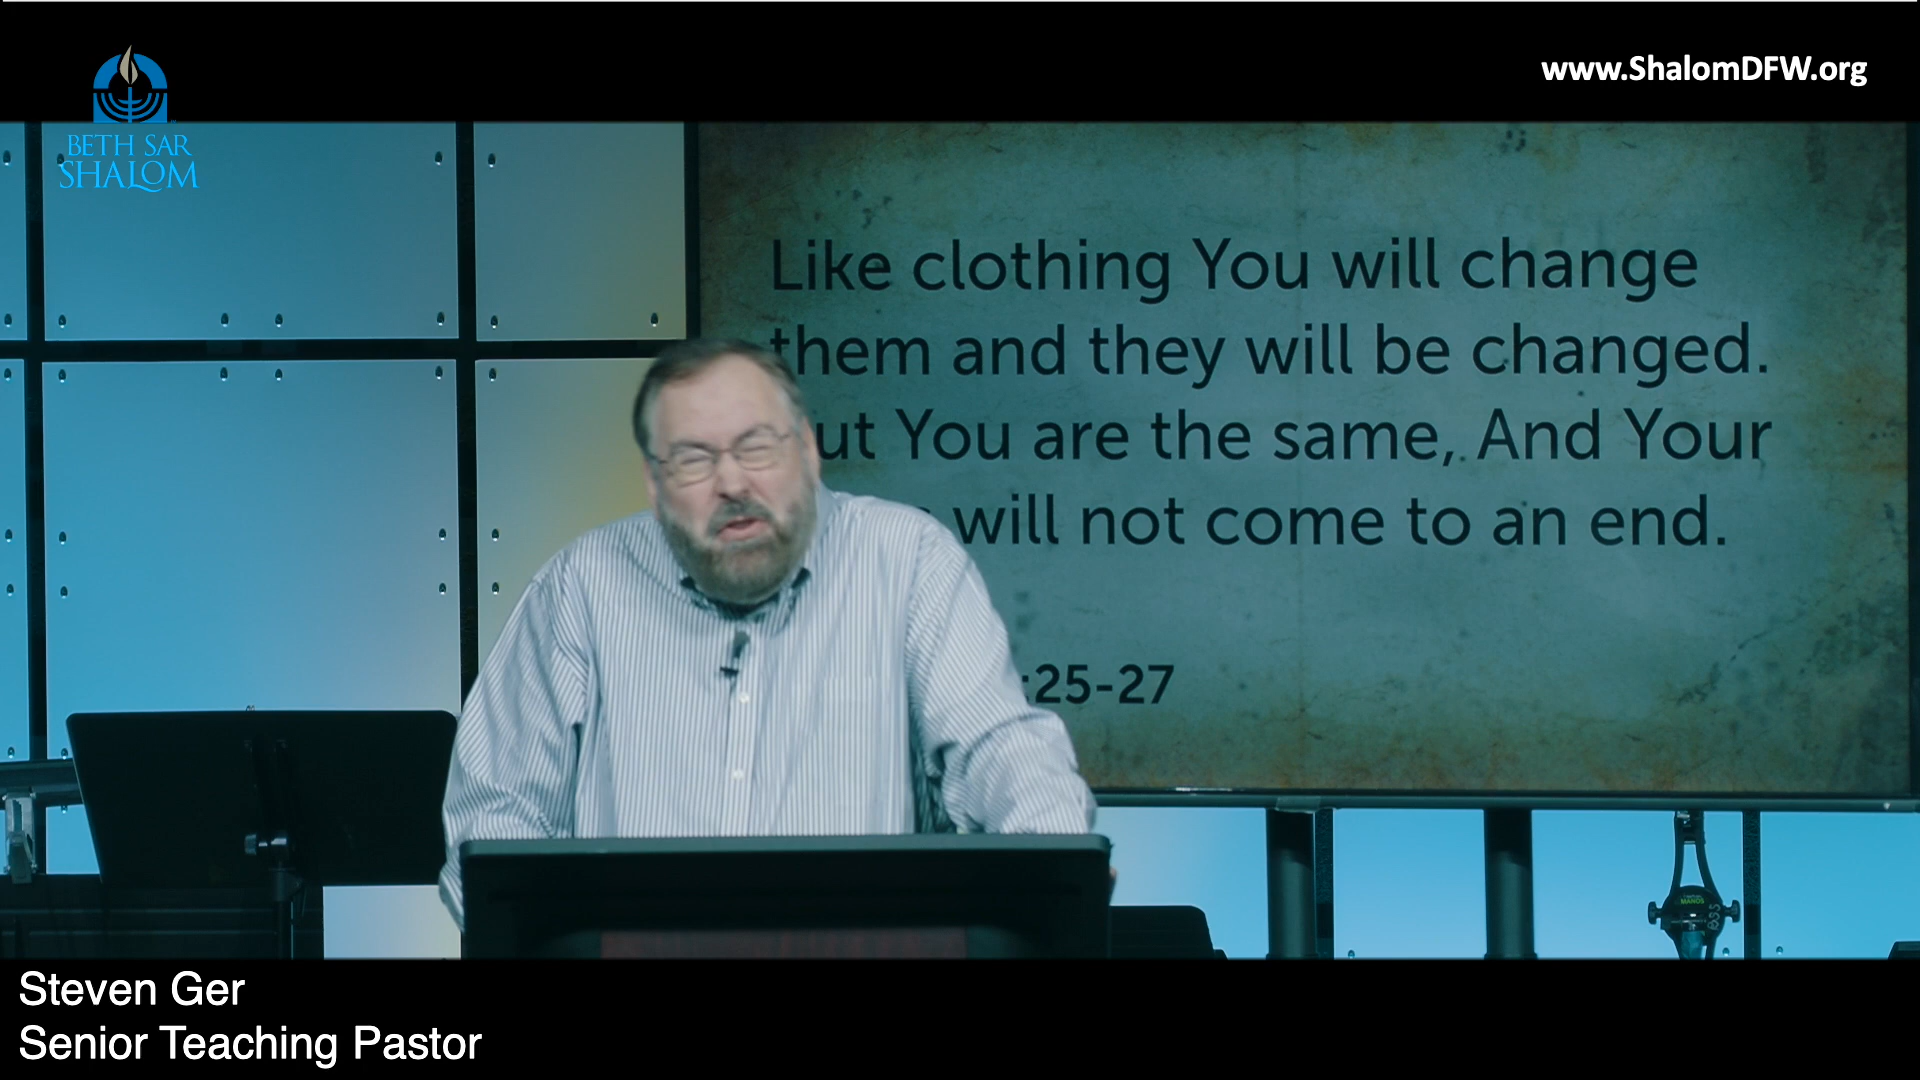 www.ShalomDFW.org
BETH SAR
SHALOM
Like clothing You will change
them and they will be changed.
ut You are the same, And Your
will not come to an end.
:25-27
MANOS
Steven Ger
Senior Teaching Pastor